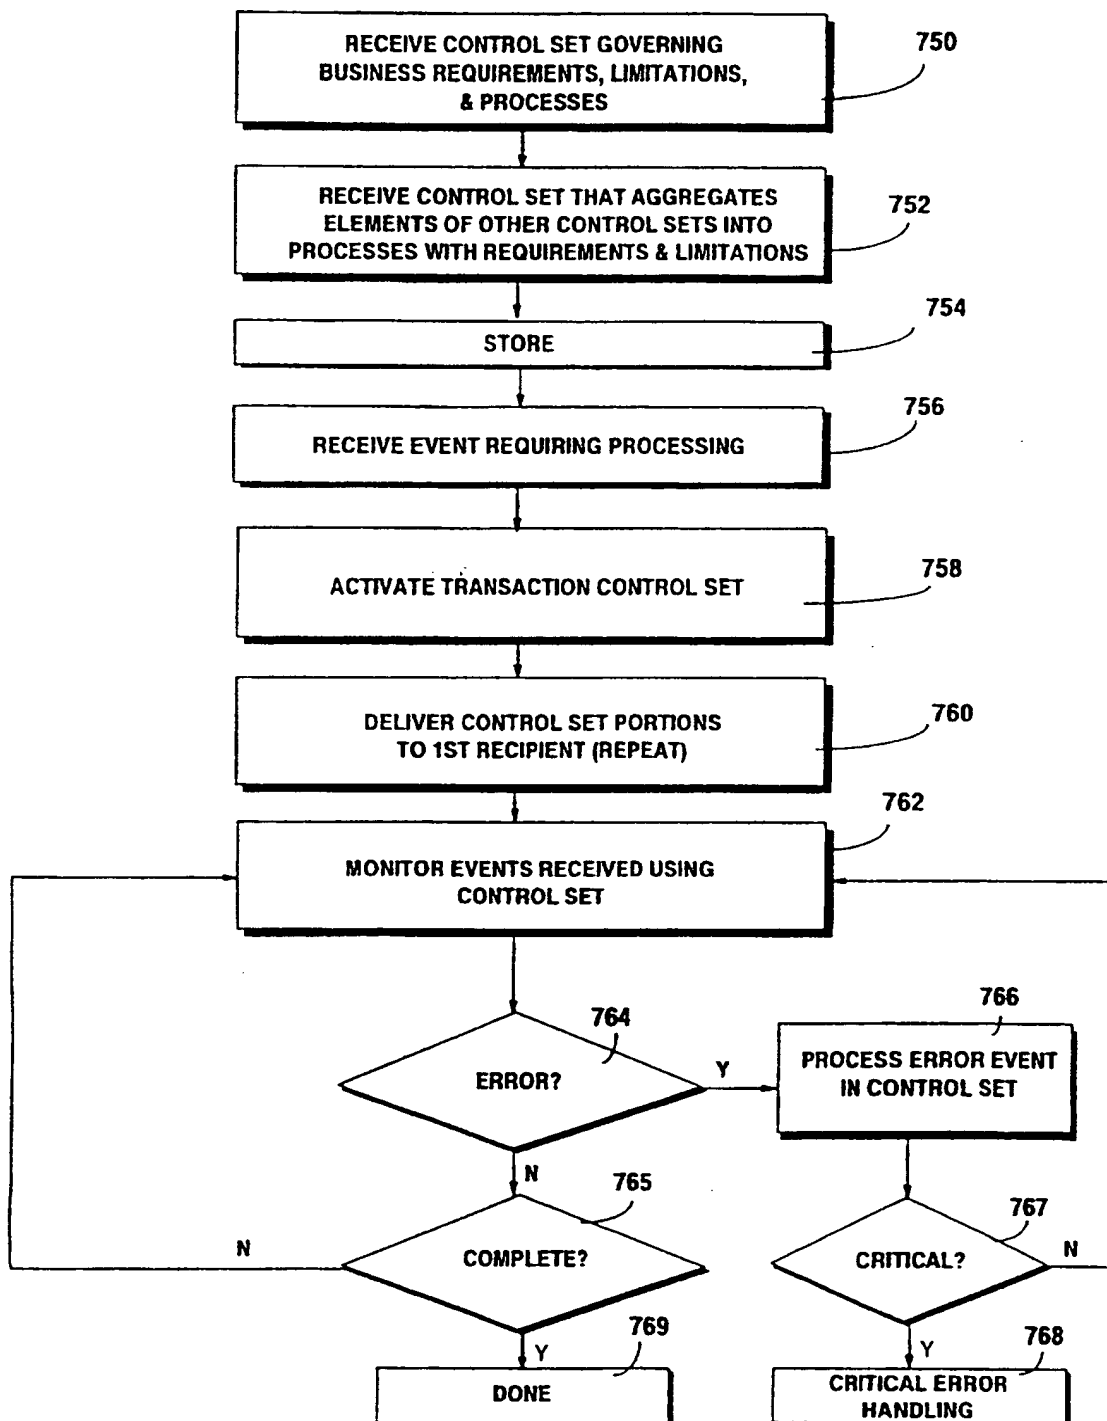 RECEIVE CONTROL SET GOVERNING
BUSINESS REQUIREMENTS, LIMITATIONS,
& PROCESSES
750
RECEIVE CONTROL SET THAT AGGREGATES
ELEMENTS OF OTHER CONTROL SETS INTO
PROCESSES WITH REQUIREMENTS & LIMITATIONS
752
STORE
754
RECEIVE EVENT REQUIRING PROCESSING
756
ACTIVATE TRANSACTION CONTROL SET
758
DELIVER CONTROL SET PORTIONS
TO 1ST RECIPIENT (REPEAT)
760
MONITOR EVENTS RECEIVED USING
CONTROL SET
762
ERROR?
764
Y
PROCESS ERROR EVENT
IN CONTROL SET
766
N
COMPLETE?
765
N
CRITICAL?
767
N
Y
DONE
769
Y
CRITICAL ERROR
HANDLING
768